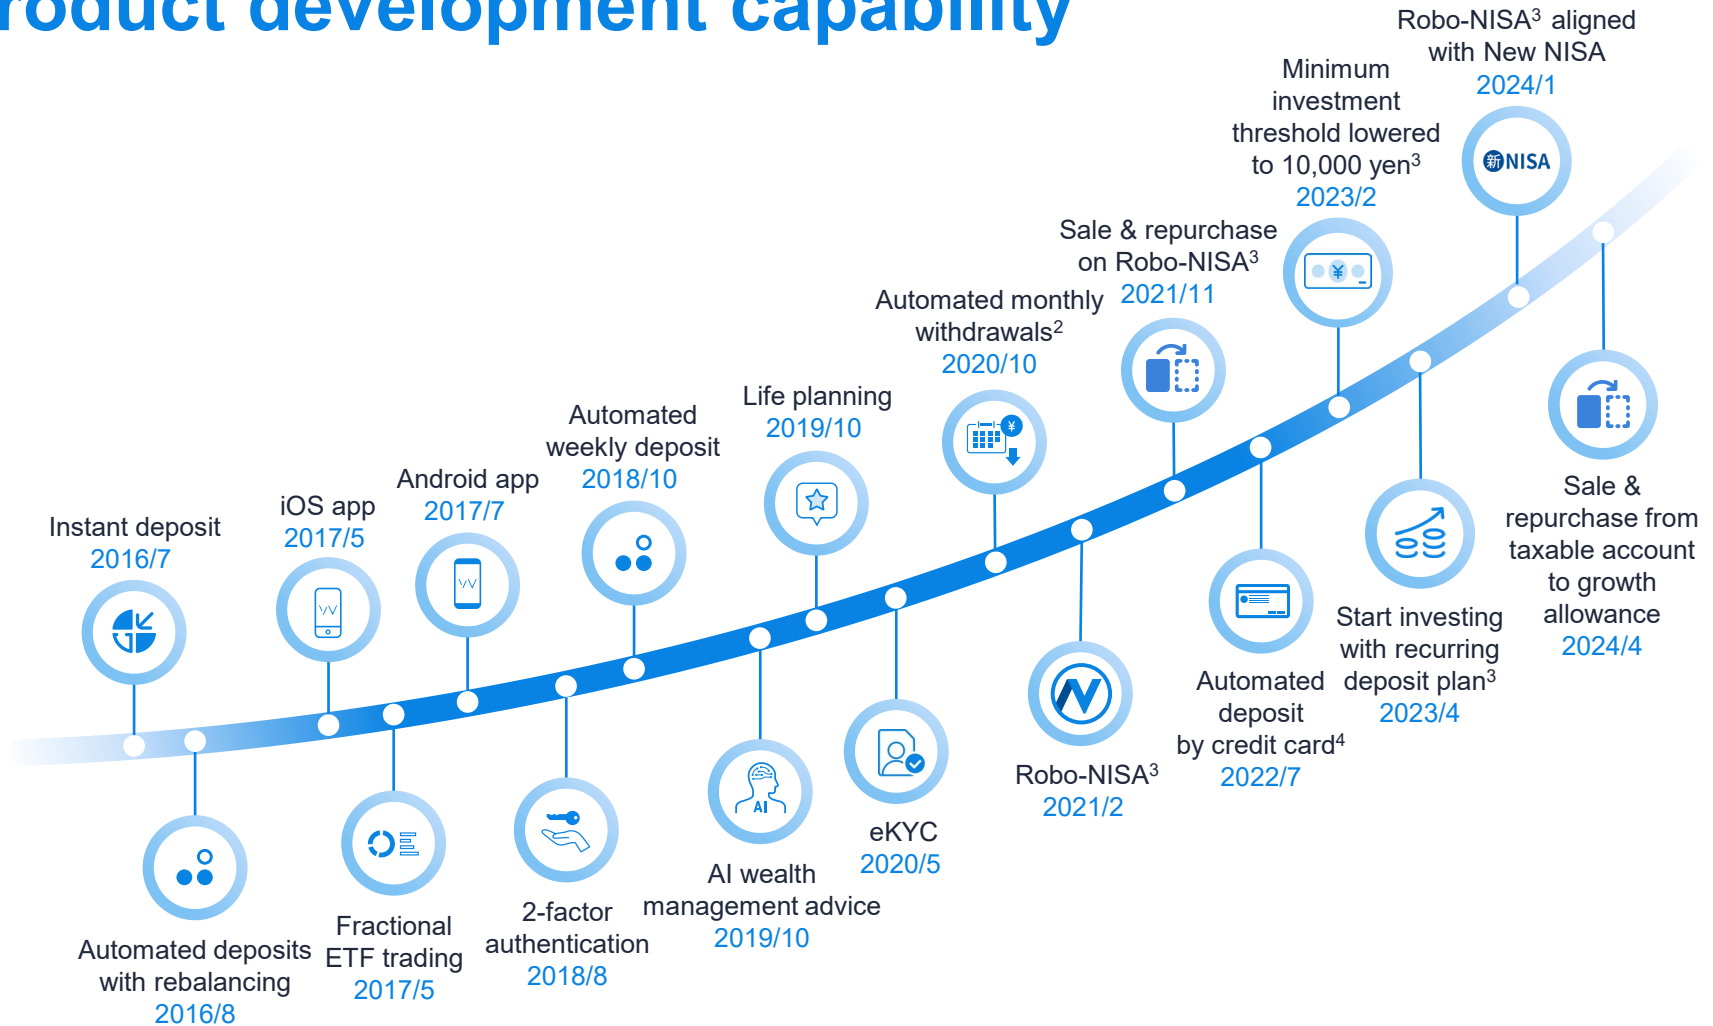 roduct development capability
Instant deposit
2016/7
Automated deposits
with rebalancing
2016/8
iOS app
2017/5
Fractional
ETF trading
2017/5
Android app
2017/7
2-factor
authentication
2018/8
Automated
weekly deposit
2018/10
AI
AI wealth
management advice
2019/10
Life planning
2019/10
eKYC
2020/5
Automated monthly
withdrawals2
2020/10
¥
Robo-NISA3
2021/2
Sale & repurchase
on Robo-NISA3
2021/11
Automated
deposit
by credit card4
2022/7
Minimum
investment
threshold lowered
to 10,000 yen3
2023/2
¥
Start investing
with recurring
deposit plan3
2023/4
Robo-NISA3 aligned
with New NISA
2024/1
新NISA
Sale &
repurchase from
taxable account
to growth
allowance
2024/4